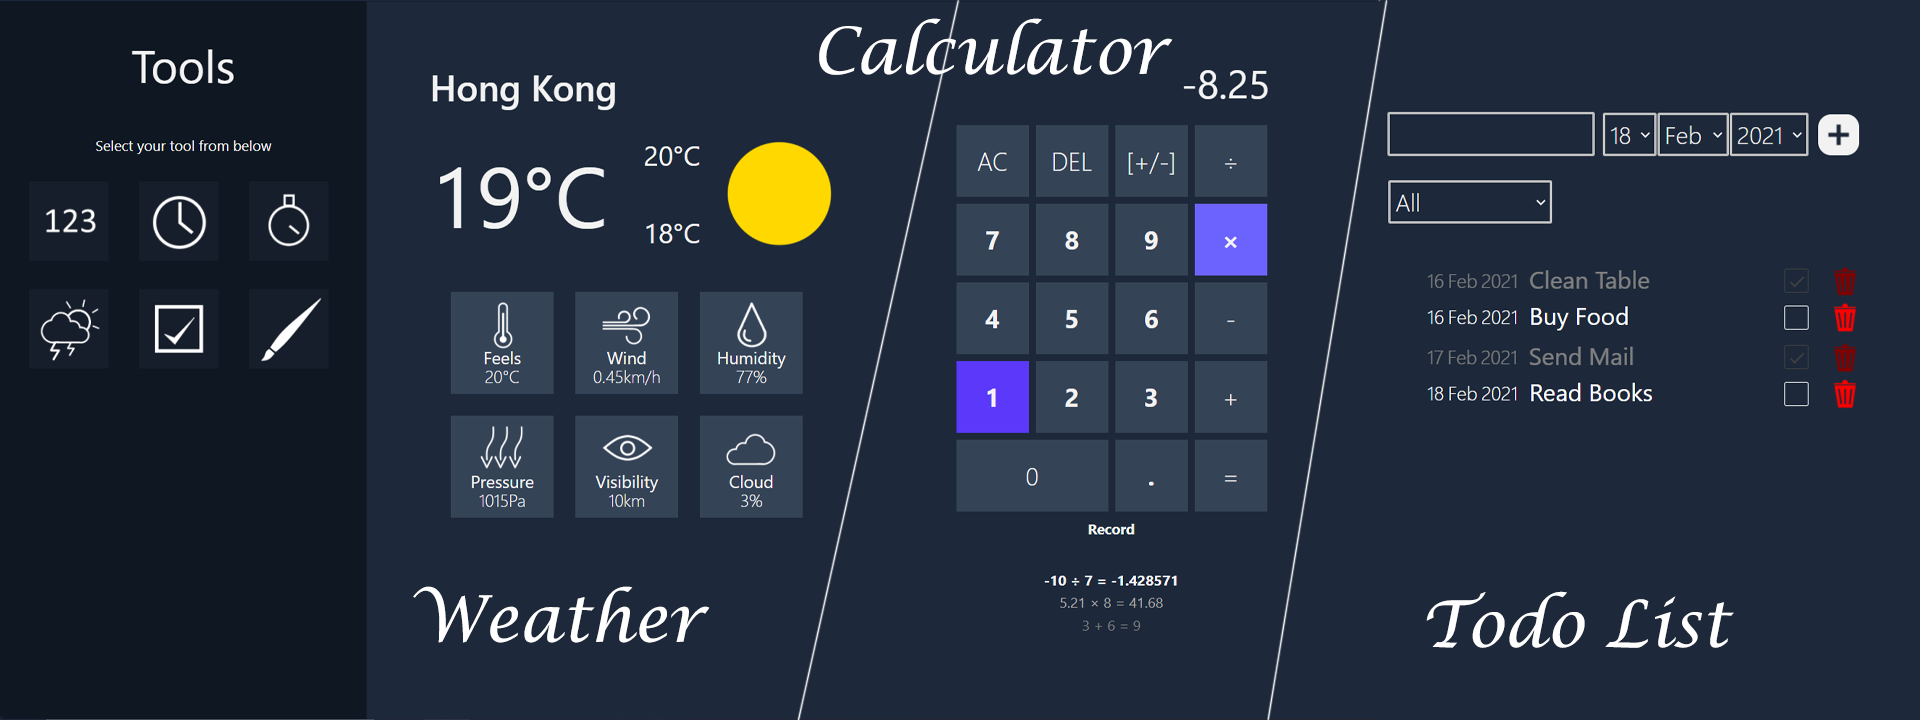 Tools
Select your tool from below
123
Hong Kong
19°C
20°C
18°C
Feels
20°C
Wind
0.45km/h
Humidity
77%
Pressure
1015Pa
Visibility
10km
Cloud
3%
Weather
Calculator
-8.25
AC DEL [+/-] ÷
7 8 9 ×
4 5 6 -
1 2 3 +
0 . =
Record
-10 ÷ 7 = -1.428571
5.21 × 8 = 41.68
3 + 6 = 9
18 Feb 2021 +
All
16 Feb 2021 Clean Table
16 Feb 2021 Buy Food
17 Feb 2021 Send Mail
18 Feb 2021 Read Books
Todo List